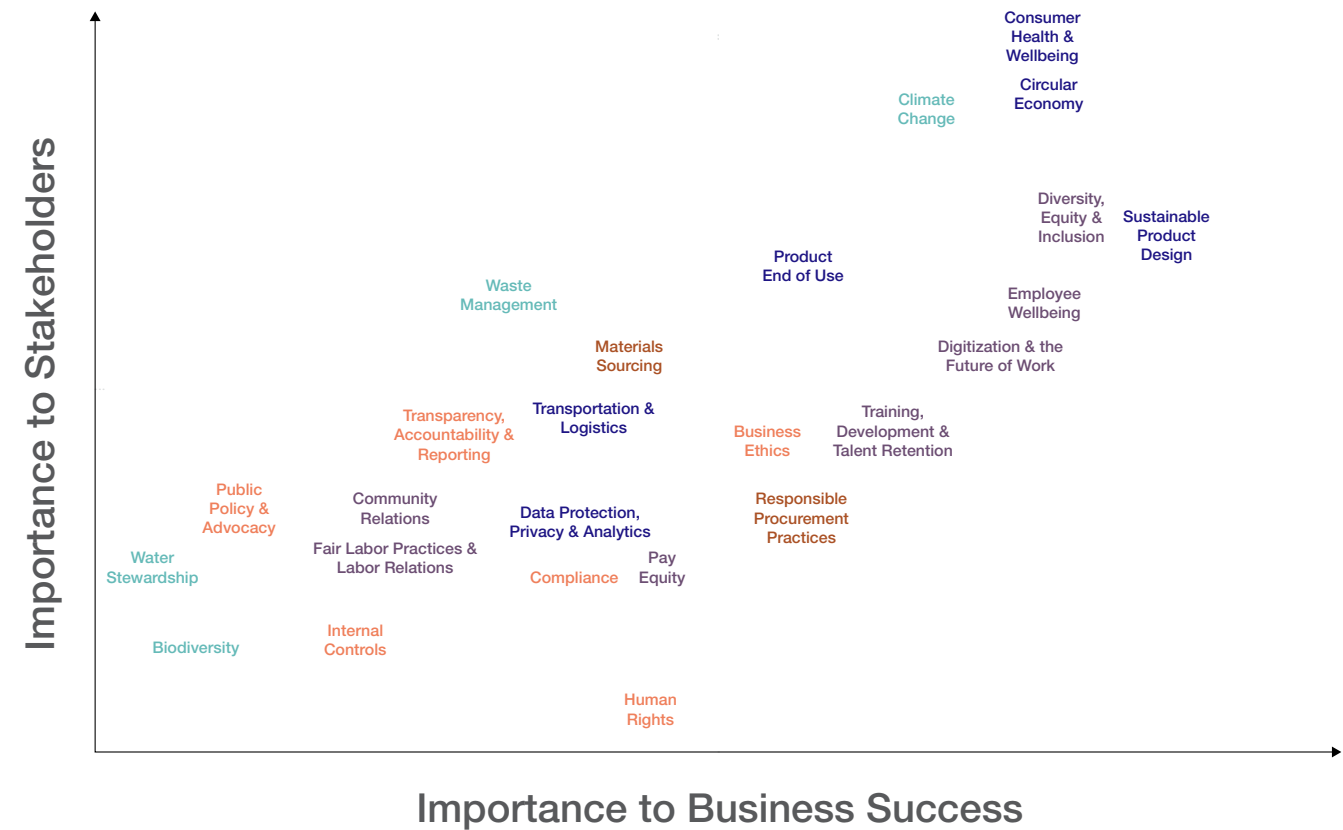 Consumer
Health &
Wellbeing
Circular
Economy
Climate
Change
Diversity,
Equity &
Inclusion
Sustainable
Product
Design
Product
End of Use
Waste
Management
Employee
Wellbeing
Materials
Sourcing
Digitization & the
Future of Work
Transparency,
Accountability &
Reporting
Transportation &
Logistics
Business
Ethics
Training,
Development &
Talent Retention
Public
Policy &
Advocacy
Community
Relations
Data Protection,
Privacy & Analytics
Responsible
Procurement
Practices
Water
Stewardship
Fair Labor Practices &
Labor Relations
Compliance
Pay
Equity
Biodiversity
Internal
Controls
Human
Rights
Importance to Stakeholders
Importance to Business Success